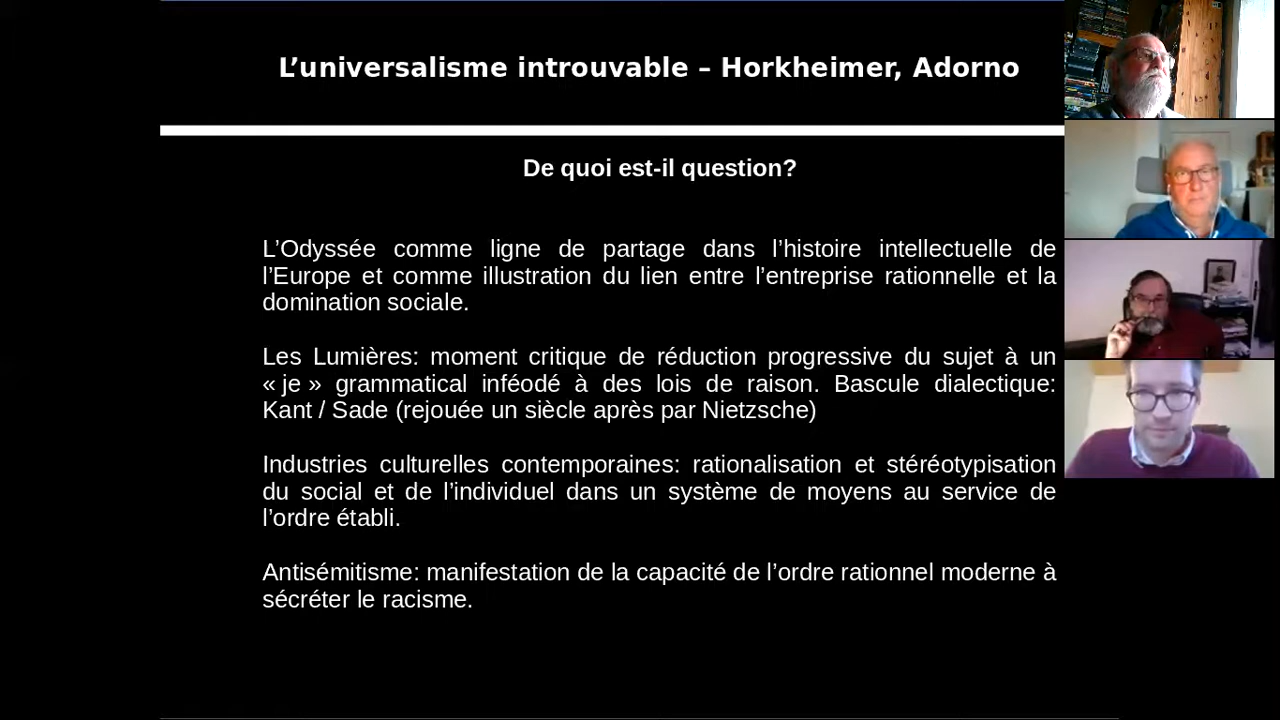 L’universalisme introuvable – Horkheimer, Adorno
De quoi est-il question?
L’Odyssée comme ligne de partage dans l’histoire intellectuelle de
l’Europe et comme illustration du lien entre l’entreprise rationnelle et la
domination sociale.
Les Lumières: moment critique de réduction progressive du sujet à un
« je » grammatical inféodé à des lois de raison. Bascule dialectique:
Kant / Sade (rejouée un siècle après par Nietzsche)
Industries culturelles contemporaines: rationalisation et stéréotypisation
du social et de l’individuel dans un système de moyens au service de
l’ordre établi.
Antisémitisme: manifestation de la capacité de l’ordre rationnel moderne à
sécréter le racisme.